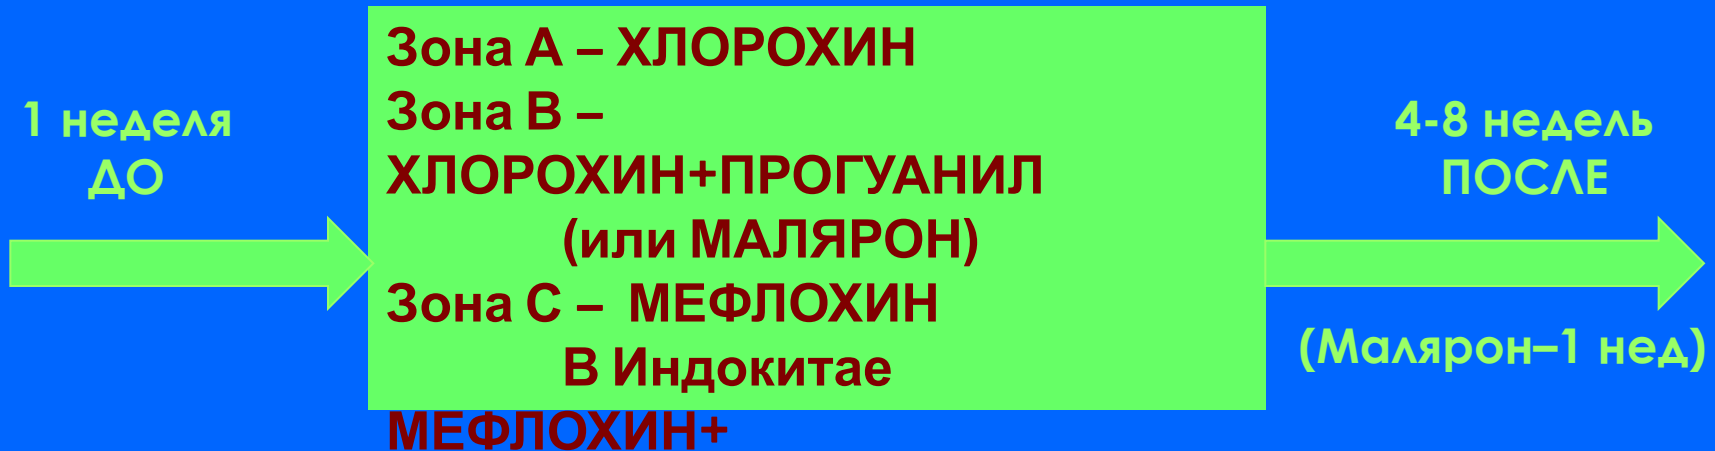 1 неделя
ДО
Зона А – ХЛОРОХИН
Зона В –
ХЛОРОХИН+ПРОГУАНИЛ
(или МАЛЯРОН)
Зона С – МЕФЛОХИН
В Индокитае
МЕФЛОХИН+
4-8 недель
ПОСЛЕ
(Малярон–1 нед)